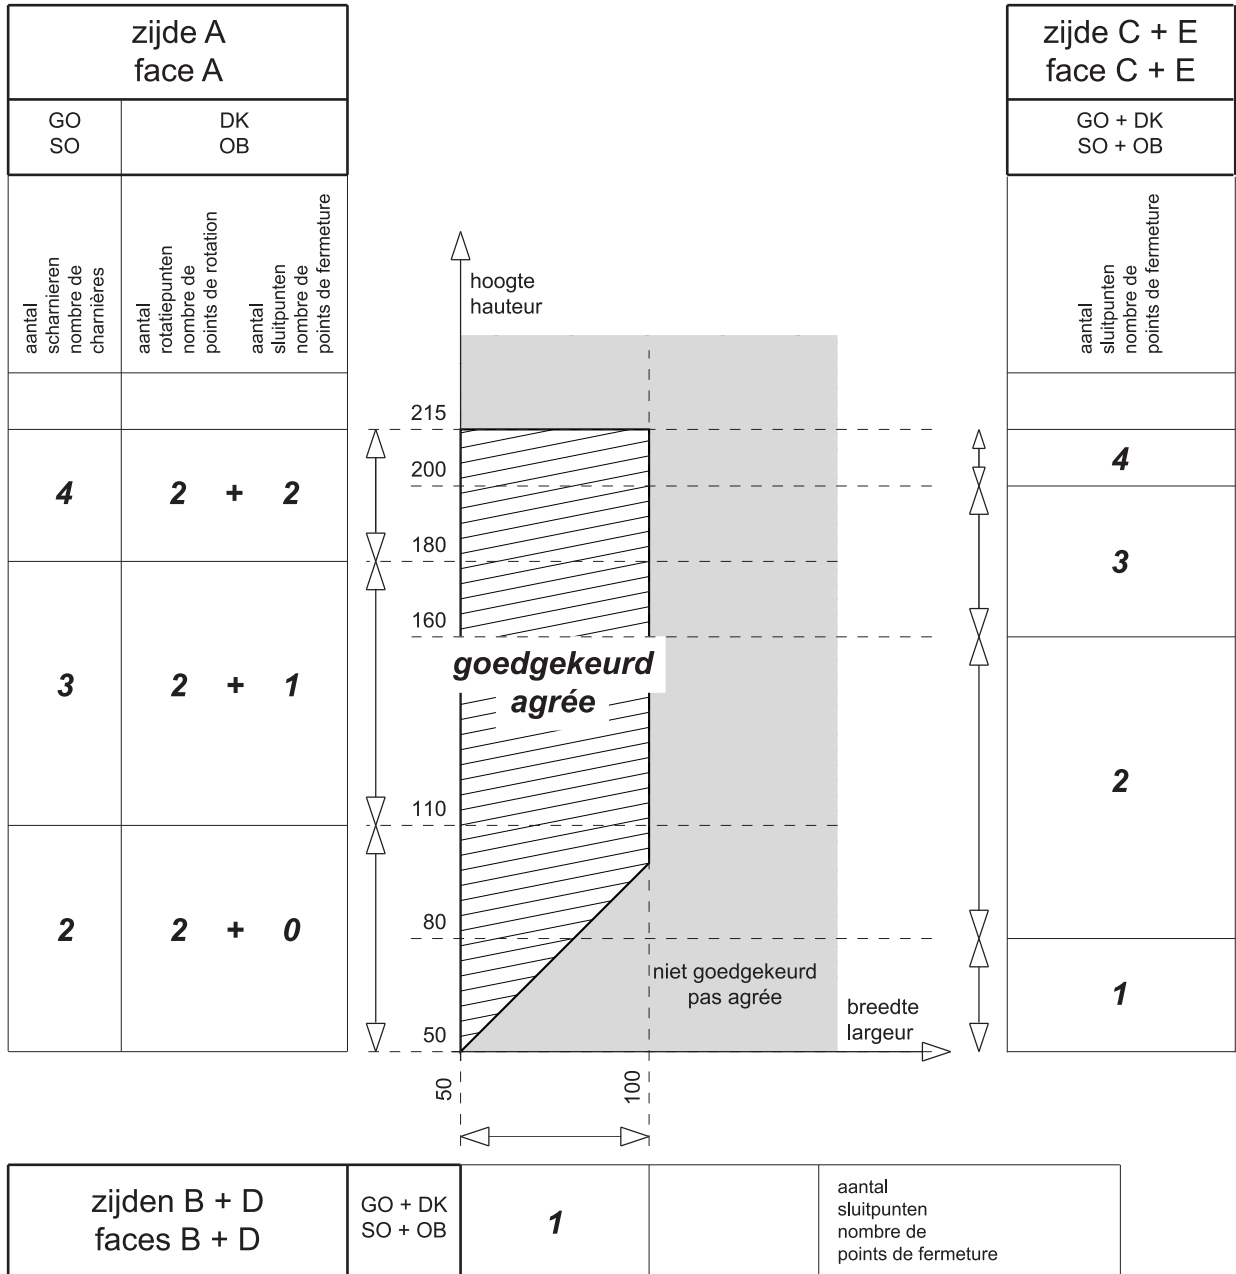 zijde A
face A
zijde C + E
face C + E
GO
SO
DK
OB
GO + DK
SO + OB
aantal
scharnieren
nombre de
charnières
aantal
rotatiepunten
nombre de
points de rotation
aantal
sluitpunten
nombre de
points de fermeture
aantal
sluitpunten
nombre de
points de fermeture
hoogte
hauteur
215
200
180
160
110
80
50
4
2 + 2
3
2 + 1
2
2 + 0
goedgekeurd
agrée
niet goedgekeurd
pas agrée
breedte
largeur
4
3
2
1
50
100
zijden B + D
faces B + D
GO + DK
SO + OB
1
aantal
sluitpunten
nombre de
points de fermeture